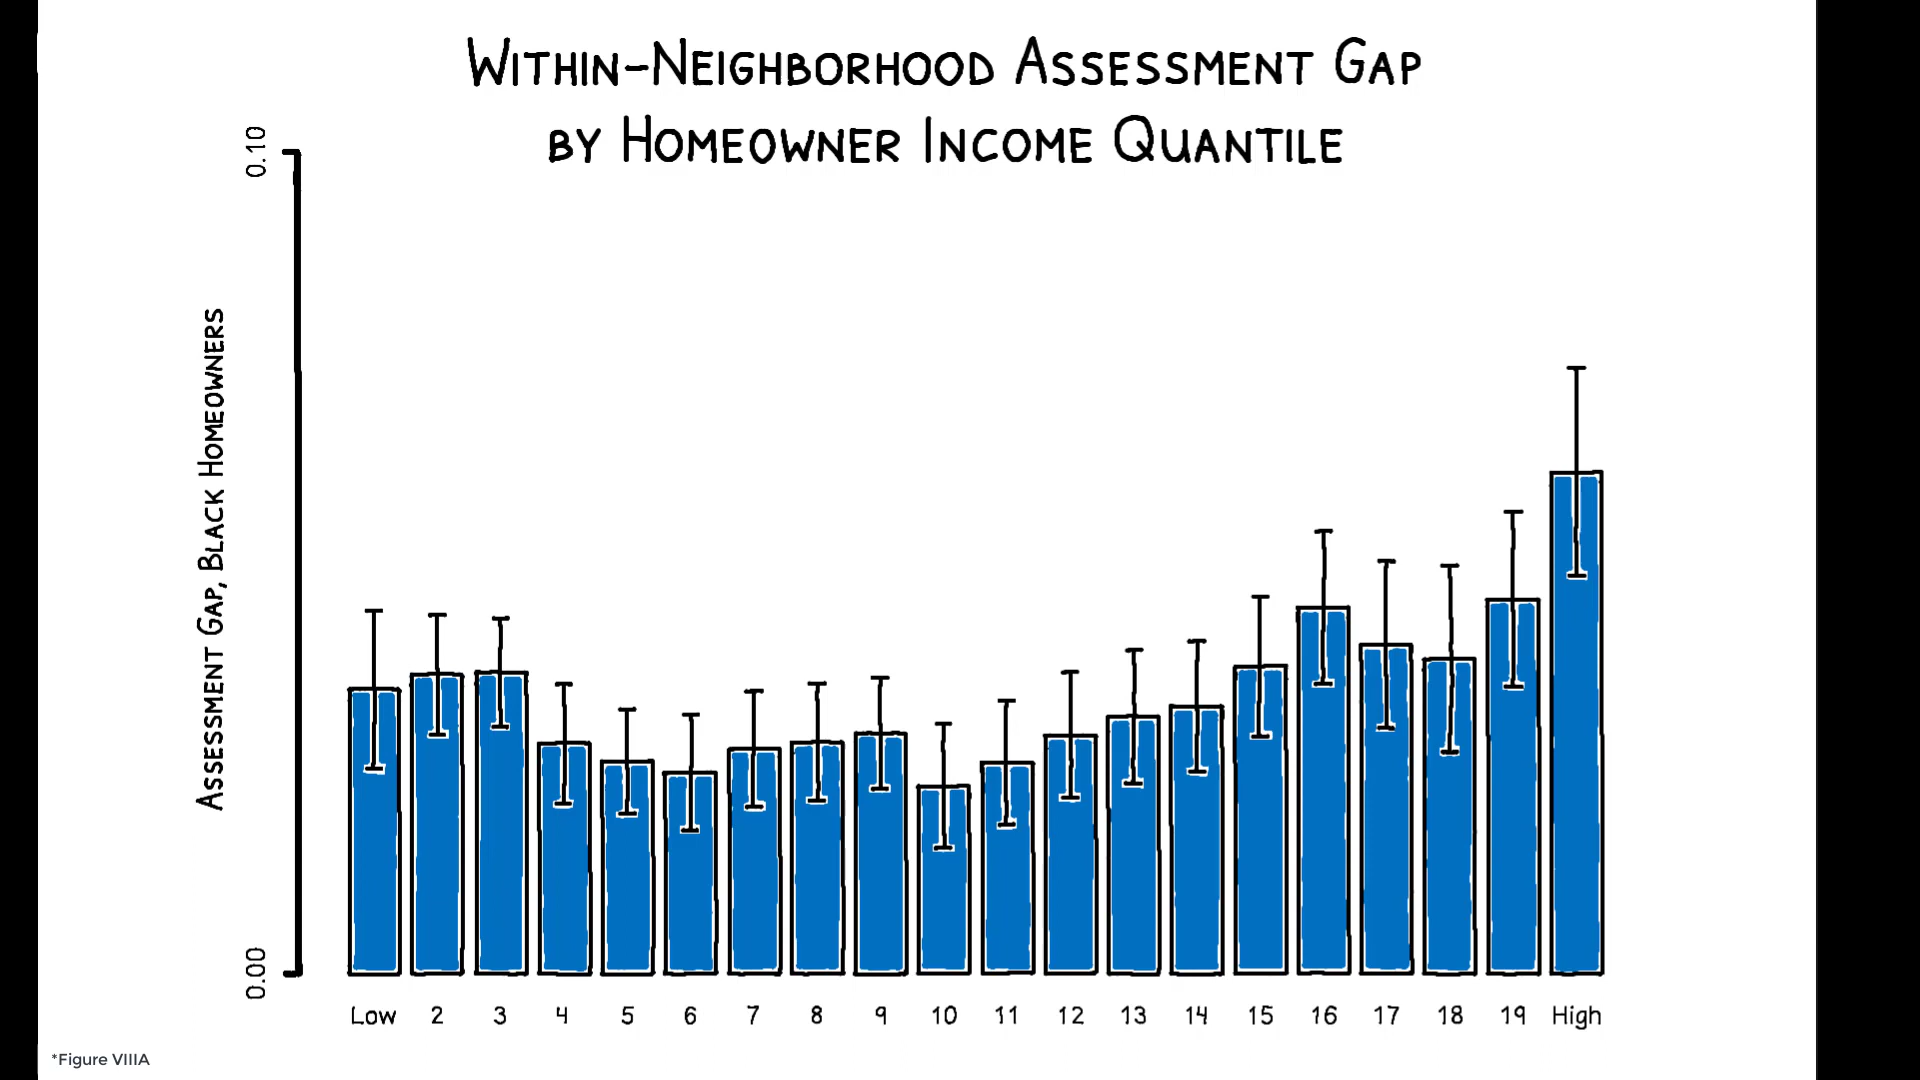 Within-Neighborhood Assessment Gap
by Homeowner Income Quantile
0.10
Assessment Gap, Black Homeowners
0.00
Low 2 3 4 5 6 7 8 9 10 11 12 13 14 15 16 17 18 19 High
*Figure VIIIA